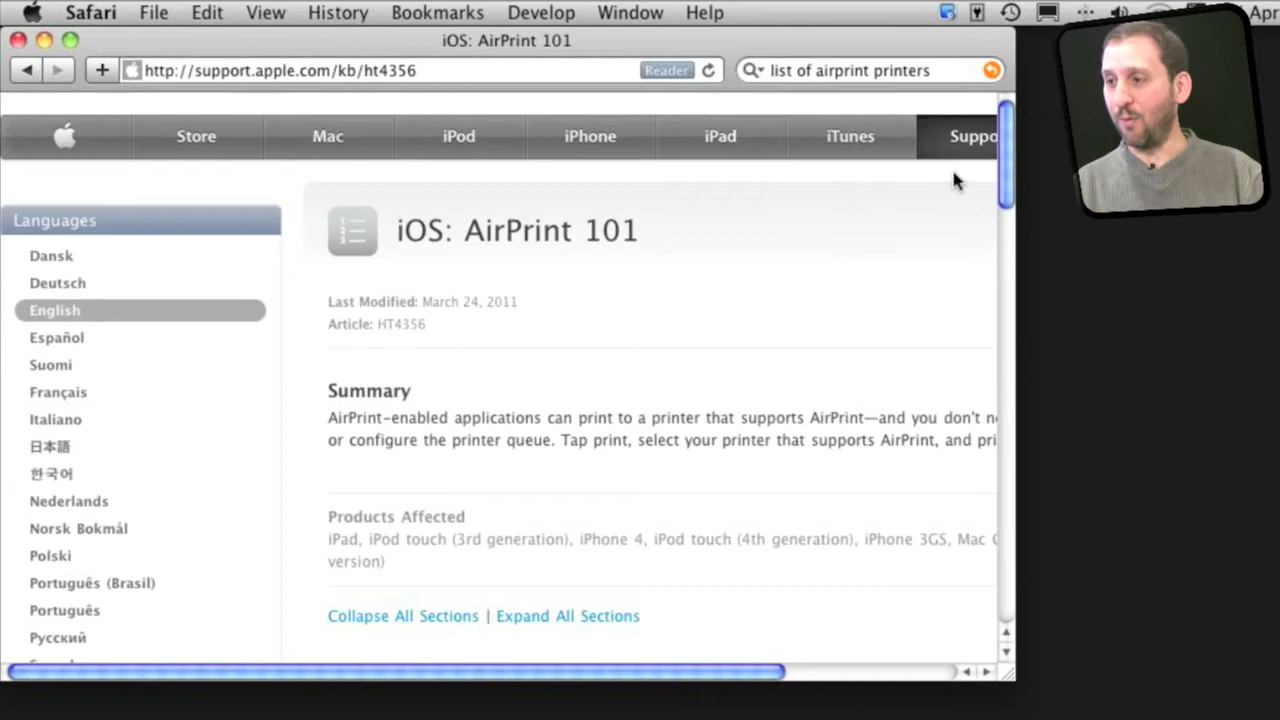 Safari File Edit View History Bookmarks Develop Window Help
Apr
iOS: AirPrint 101
http://support.apple.com/kb/ht4356 Reader list of airprint printers
Store Mac iPod iPhone iPad iTunes Suppo
Languages
Dansk
Deutsch
English
Español
Suomi
Français
Italiano
日本語
한국어
Nederlands
Norsk Bokmål
Polski
Português (Brasil)
Português
Русский
iOS: AirPrint 101
Last Modified: March 24, 2011
Article: HT4356
Summary
AirPrint-enabled applications can print to a printer that supports AirPrint—and you don't n
or configure the printer queue. Tap print, select your printer that supports AirPrint, and pri
Products Affected
iPad, iPod touch (3rd generation), iPhone 4, iPod touch (4th generation), iPhone 3GS, Mac
version)
Collapse All Sections | Expand All Sections